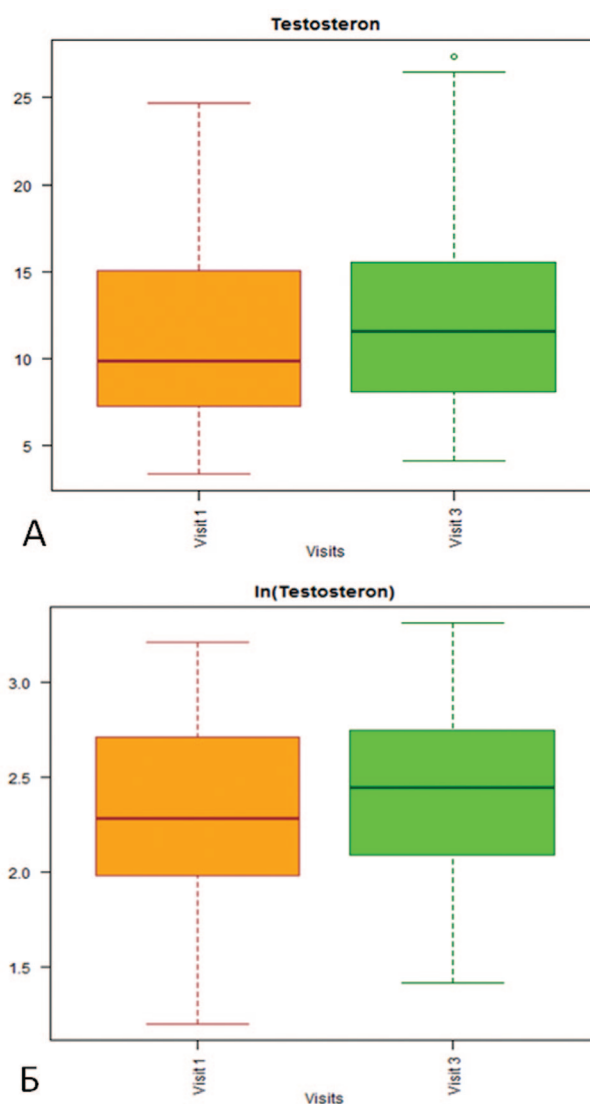 Testosteron
25
20
15
10
5
Visit 1
Visit 3
Visits
А
ln(Testosteron)
3.0
2.5
2.0
1.5
Visit 1
Visit 3
Visits
Б